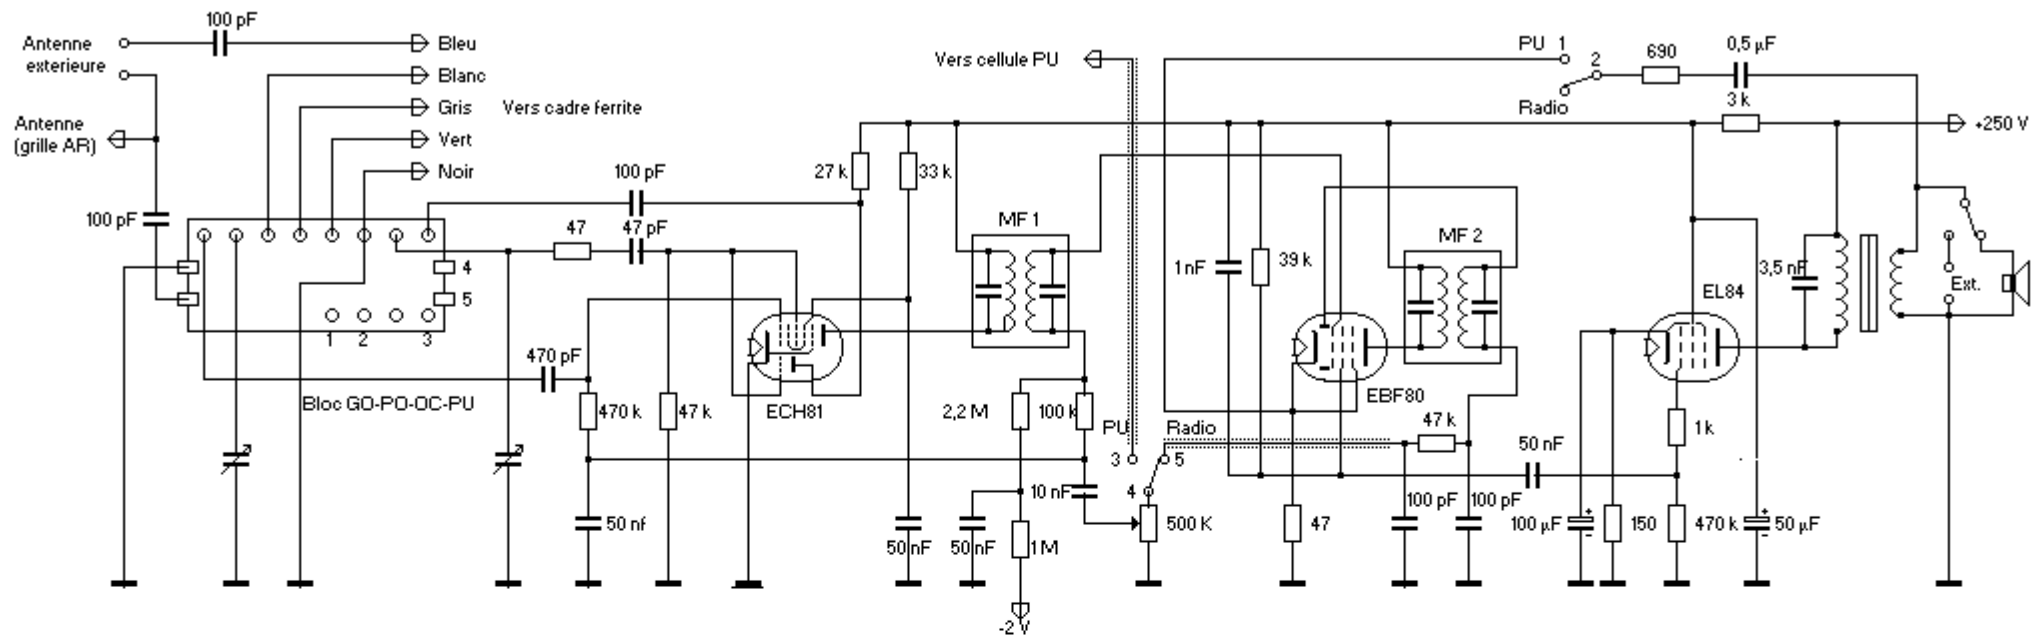 100 pF
Antenne
exterieure
Bleu
Blanc
Gris
Vers cadre ferrite
Antenne
(grille AR)
Vert
Noir
100 pF
4
5
1 2 3
Bloc GO-PO-OC-PU
100 pF
47
47 pF
27 k
33 k
470 pF
470 k
47 k
ECH81
50 nf
50 nF
50 nF
MF 1
2,2 M
100 k
10 nF
1M
-2 V
Vers cellule PU
PU
Radio
3
5
4
500 K
1 nF
39 k
47
MF 2
EBF80
47 k
100 pF
100 pF
50 nF
PU 1
2
Radio
690
0,5 µF
3 k
+250 V
3,5 nF
EL84
Ext.
1k
100 µF
+
-
150
470 k
+
-
50 µF